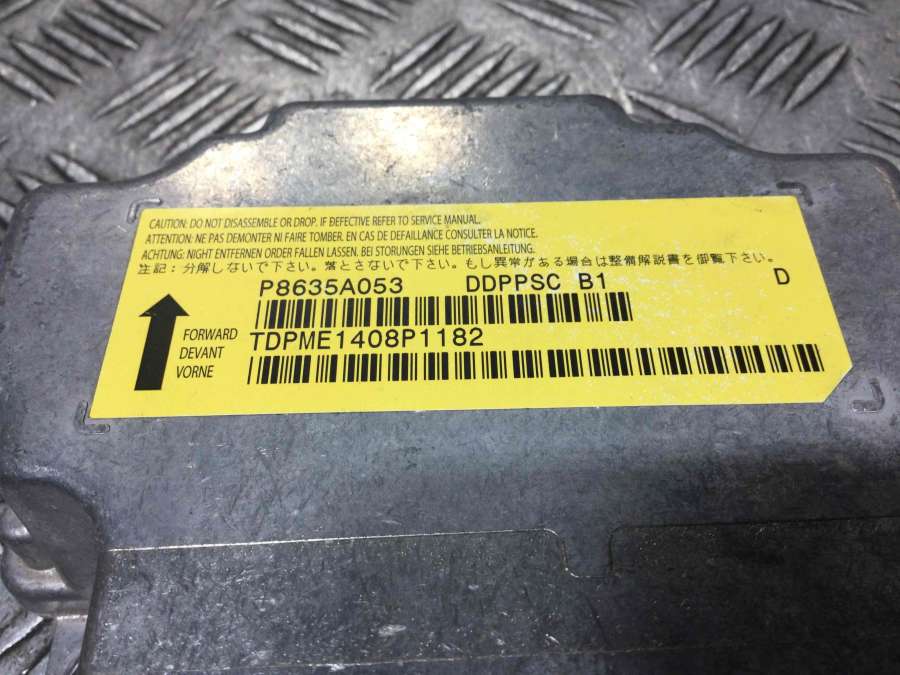 CAUTION: DO NOT DISASSEMBLE OR DROP. IF DEFECTIVE REFER TO SERVICE MANUAL.
ATTENTION: NE PAS DEMONTER NI FAIRE TOMBER. EN CAS DE DEFAILLANCE CONSULTER LA NOTICE.
ACHTUNG: NIGHT ENTFERNEN ORDER FALLEN LASSEN. BEI STORUNGEN SIEHE BETRIEBSANLEITUNG.
注記:分解しないで下さい。落とさないで下さい。もし異常がある場合は整備解説書を御覧下さい。
P8635A053 DDPPSC B1 D
FORWARD
DEVANT
VORNE
TDPME1408P1182